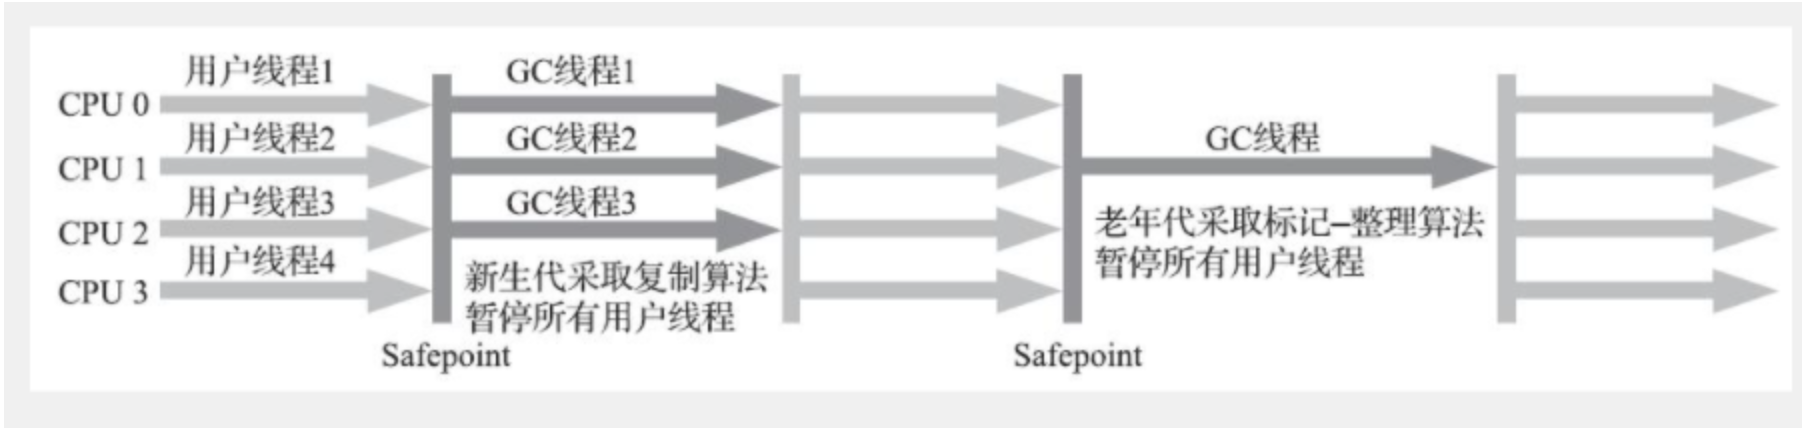 用户线程1
GC线程1
CPU 0
用户线程2
GC线程2
GC线程
CPU 1
用户线程3
GC线程3
CPU 2
老年代采取标记–整理算法
暂停所有用户线程
用户线程4
CPU 3
新生代采取复制算法
暂停所有用户线程
Safepoint
Safepoint